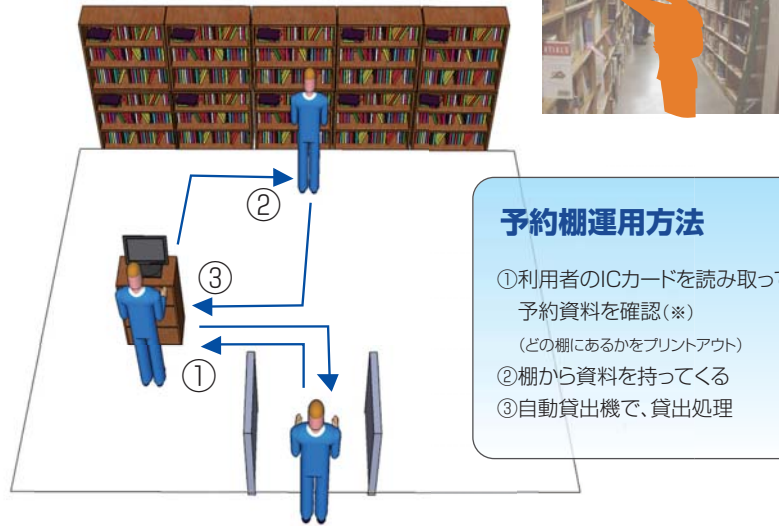 ②
③
①
予約棚運用方法
①利用者のICカードを読み取って
予約資料を確認(※)
(どの棚にあるかをプリントアウト)
②棚から資料を持ってくる
③自動貸出機で、貸出処理